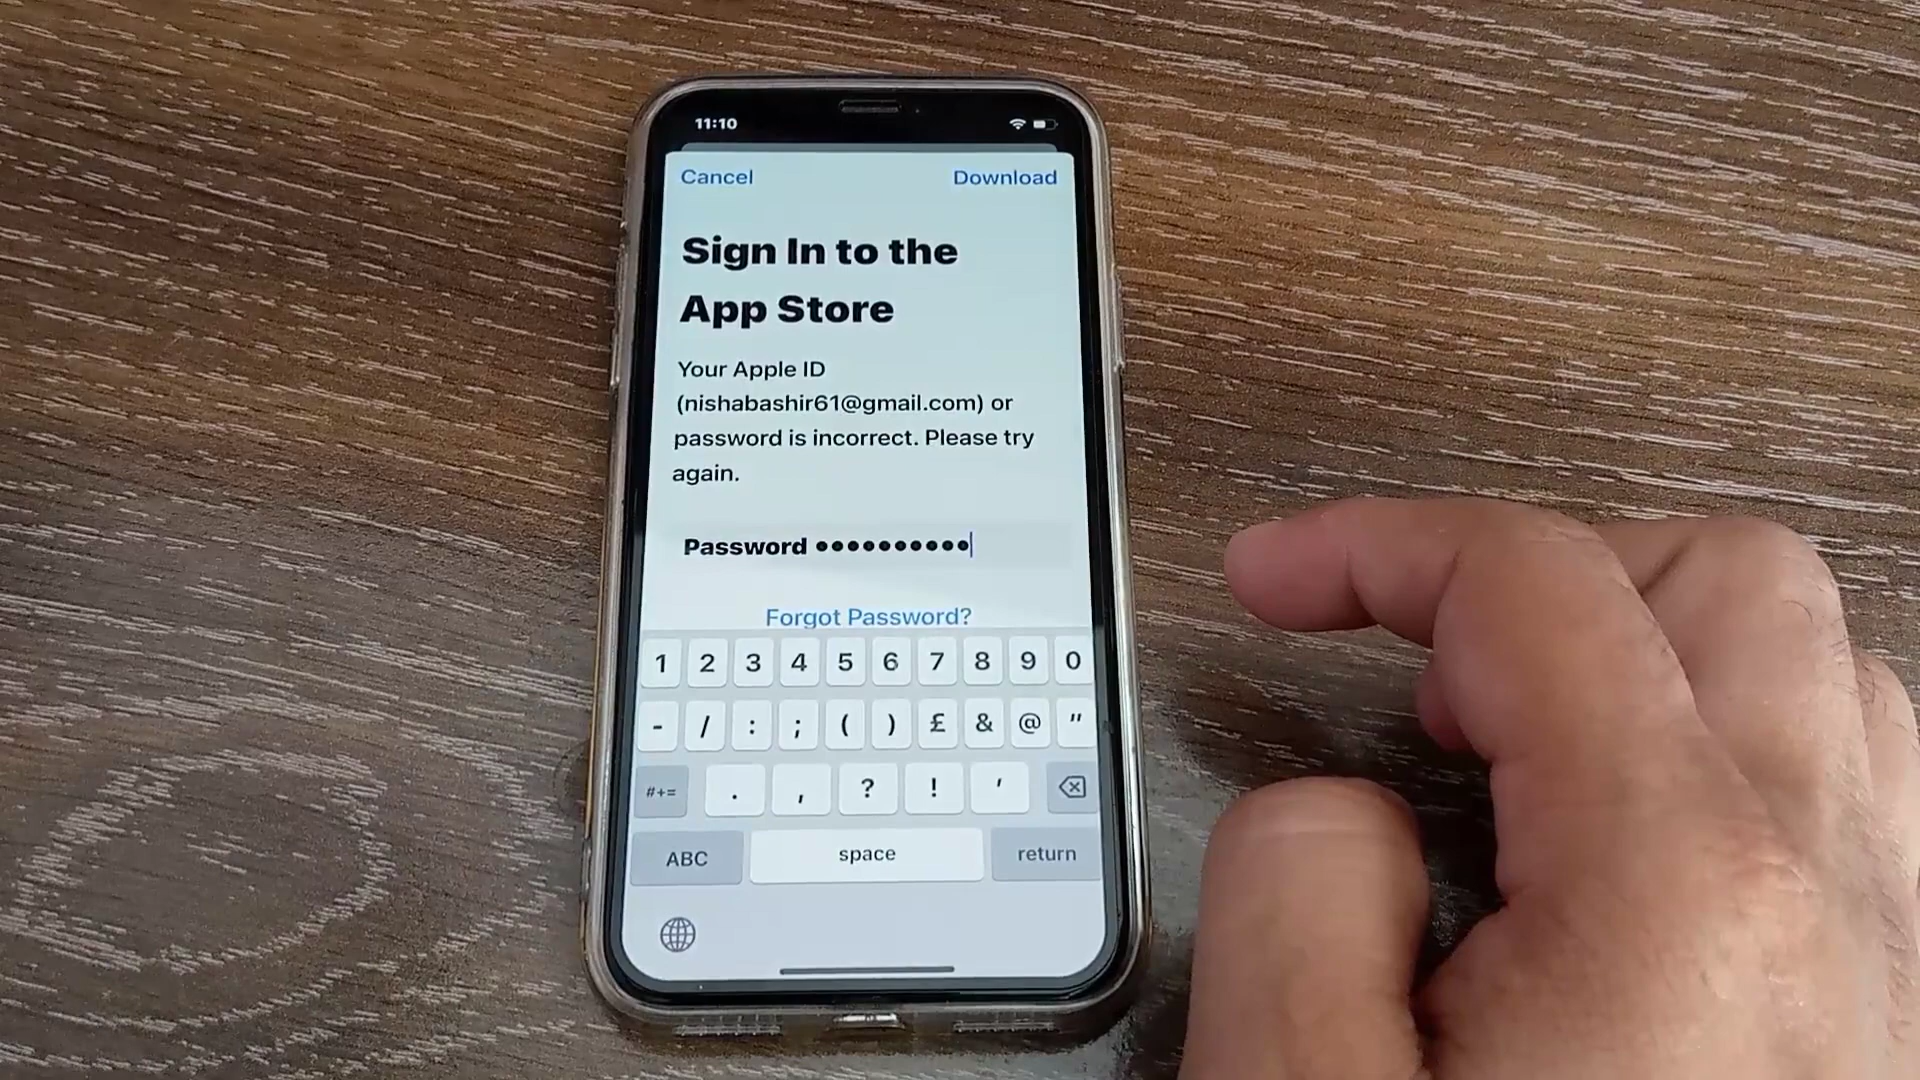 11:10
Cancel Download
Sign In to the
App Store
Your Apple ID
(nishabashir61@gmail.com) or
password is incorrect. Please try
again.
Password ••••••••••
Forgot Password?
1 2 3 4 5 6 7 8 9 0
- / : ; ( ) £ & @ "
#+= . , ? ! '
ABC space return